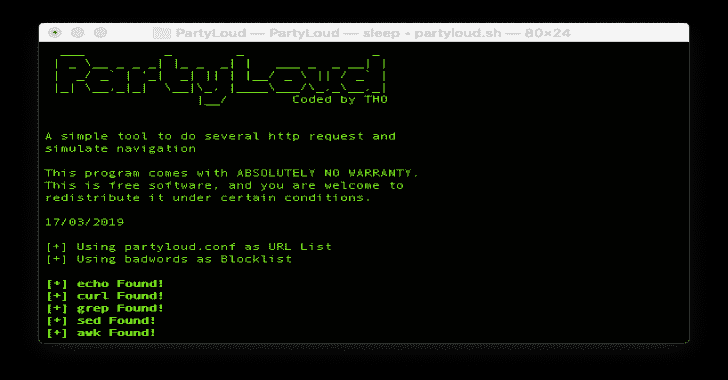 PartyLoud — PartyLoud — sleep • partyloud.sh — 80×24
PartyLoud
Coded by THO
A simple tool to do several http request and
simulate navigation
This program comes with ABSOLUTELY NO WARRANTY.
This is free software, and you are welcome to
redistribute it under certain conditions.
17/03/2019
[+] Using partyloud.conf as URL List
[+] Using badwords as Blocklist
[+] echo Found!
[+] curl Found!
[+] grep Found!
[+] sed Found!
[+] awk Found!